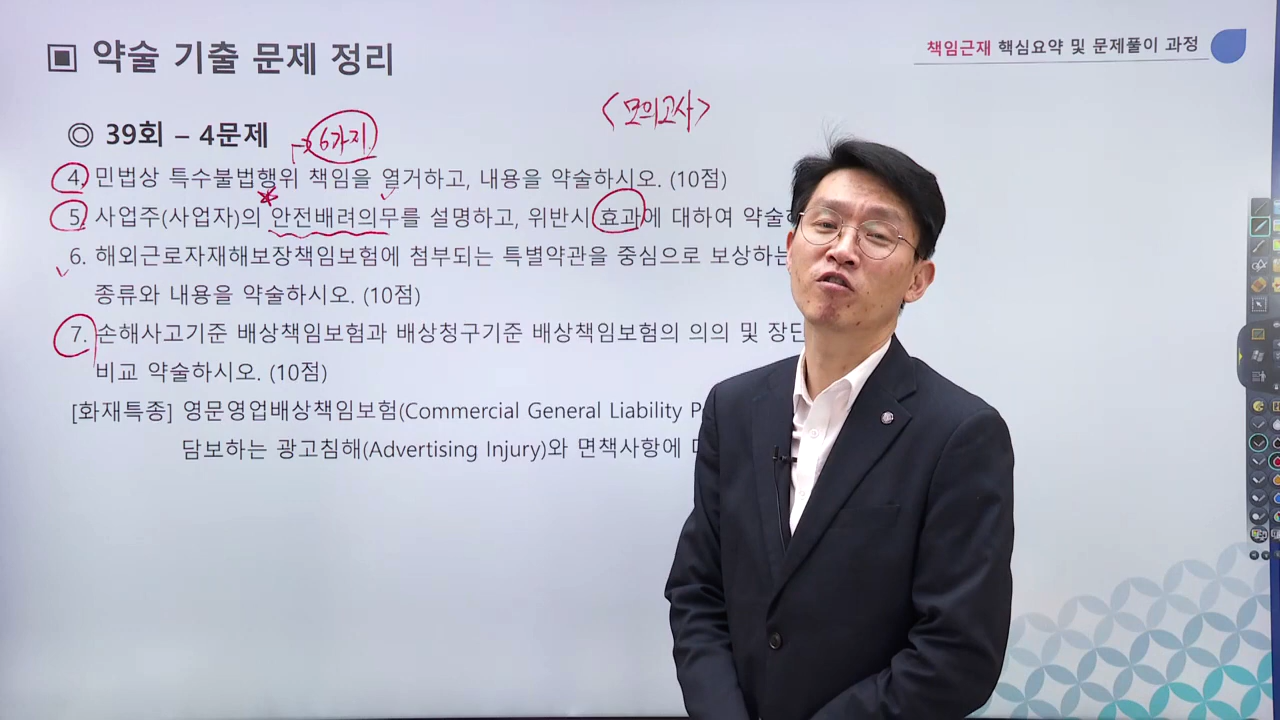 ▣ 약술 기출 문제 정리
책임근재 핵심요약 및 문제풀이 과정
<모의고사>
◎ 39회 – 4문제
→ 6가지
4. 민법상 특수불법행위 책임을 열거하고, 내용을 약술하시오. (10점)
5. 사업주(사업자)의 안전배려의무를 설명하고, 위반시 효과에 대하여
6. 해외근로자재해보장책임보험에 첨부되는 특별약관을 중심으로 보상하는
종류와 내용을 약술하시오. (10점)
7. 손해사고기준 배상책임보험과 배상청구기준 배상책임보험의 의의 및
비교 약술하시오. (10점)
[화재특종] 영문영업배상책임보험(Commercial General Liability
담보하는 광고침해(Advertising Injury)와 면책사항에